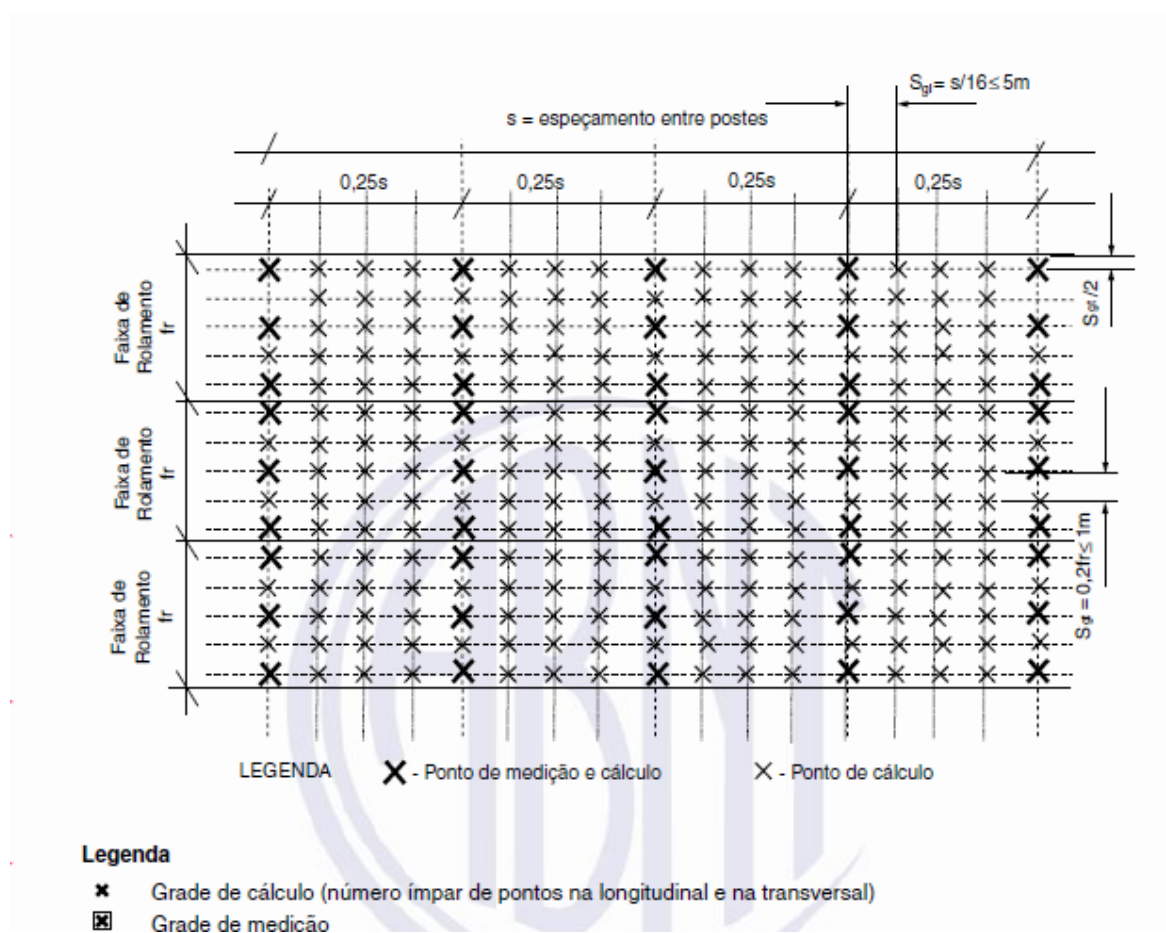 S_gl = s/16 ≤ 5m
s = espeçamento entre postes
0,25s 0,25s 0,25s 0,25s
S_gt/2
Faixa de
Rolamento
fr
Faixa de
Rolamento
fr
S_gt = 0,2fr ≤ 1m
Faixa de
Rolamento
fr
LEGENDA X - Ponto de medição e cálculo X - Ponto de cálculo
ABNT
Legenda
Grade de cálculo (número ímpar de pontos na longitudinal e na transversal)
Grade de medição